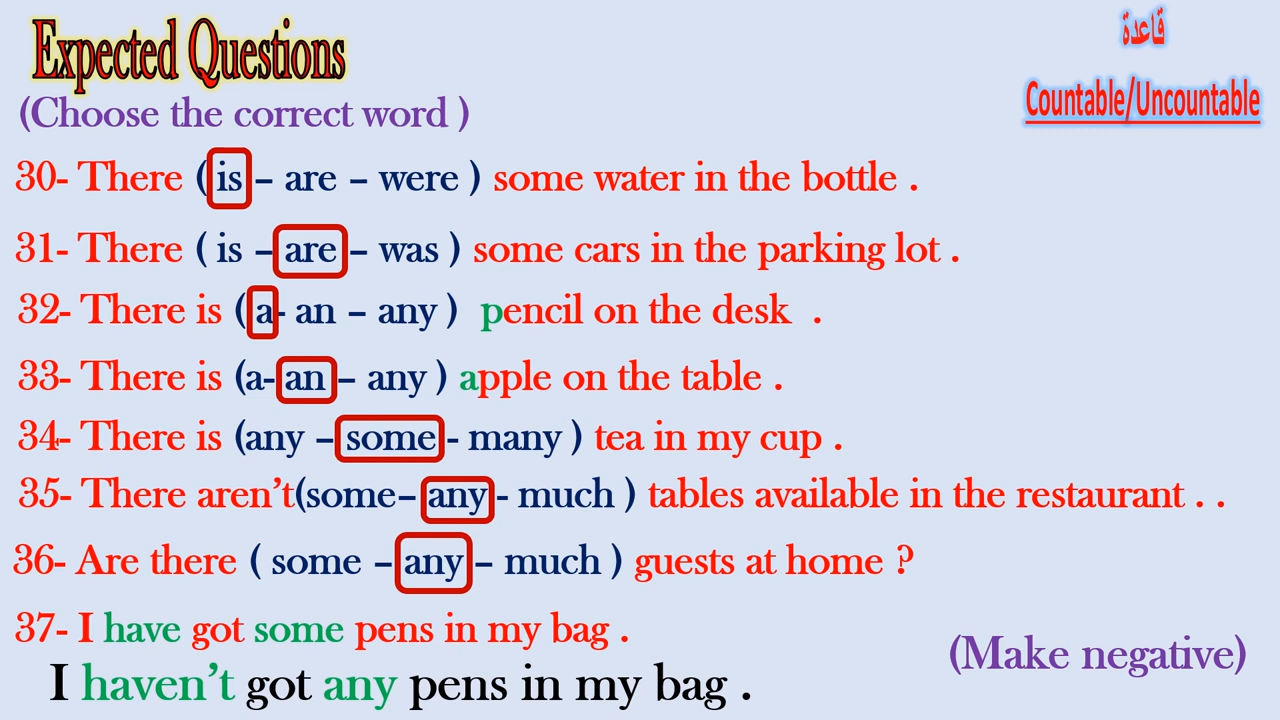 Expected Questions
قاعدة
Countable/Uncountable
(Choose the correct word )
30- There ( is – are – were ) some water in the bottle .
31- There ( is – are – was ) some cars in the parking lot .
32- There is ( a- an – any ) pencil on the desk .
33- There is (a- an – any ) apple on the table .
34- There is (any – some - many ) tea in my cup .
35- There aren’t(some– any - much ) tables available in the restaurant . .
36- Are there ( some – any – much ) guests at home ?
37- I have got some pens in my bag .
(Make negative)
I haven’t got any pens in my bag .